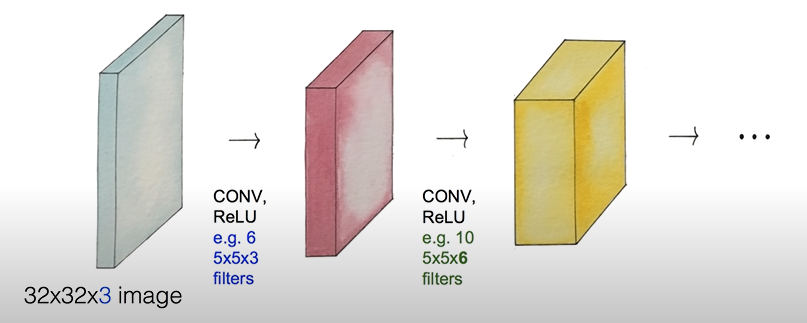 CONV,
ReLU
e.g. 6
5x5x3
filters
CONV,
ReLU
e.g. 10
5x5x6
filters
32x32x3 image